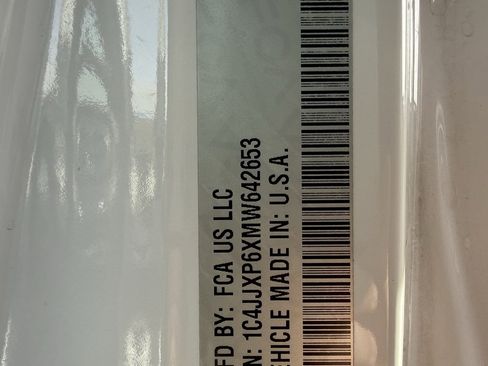 FD BY: FCA US LLC
N: 1C4JJXP6XMW642653
EHICLE MADE IN: U.S.A.